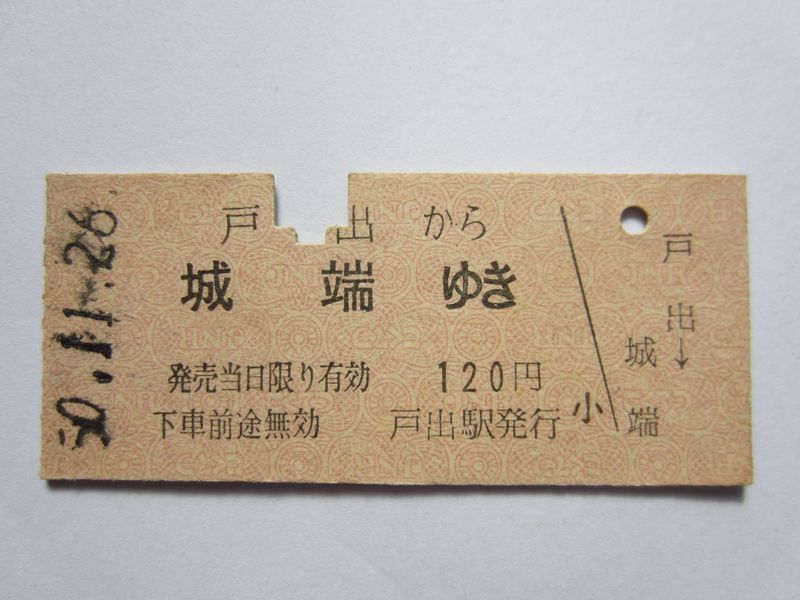 戸出から
城端ゆき
発売当日限り有効 120円
下車前途無効 戸出駅発行
小
戸出
↓
城端
50.11.26.